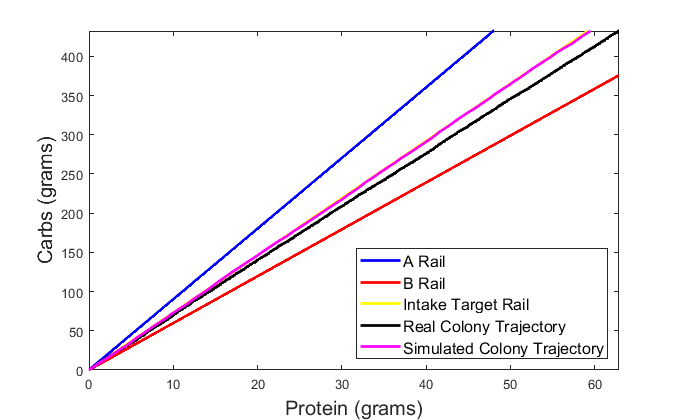 400
350
300
250
200
150
100
50
0
Carbs (grams)
A Rail
B Rail
Intake Target Rail
Real Colony Trajectory
Simulated Colony Trajectory
0 10 20 30 40 50 60
Protein (grams)